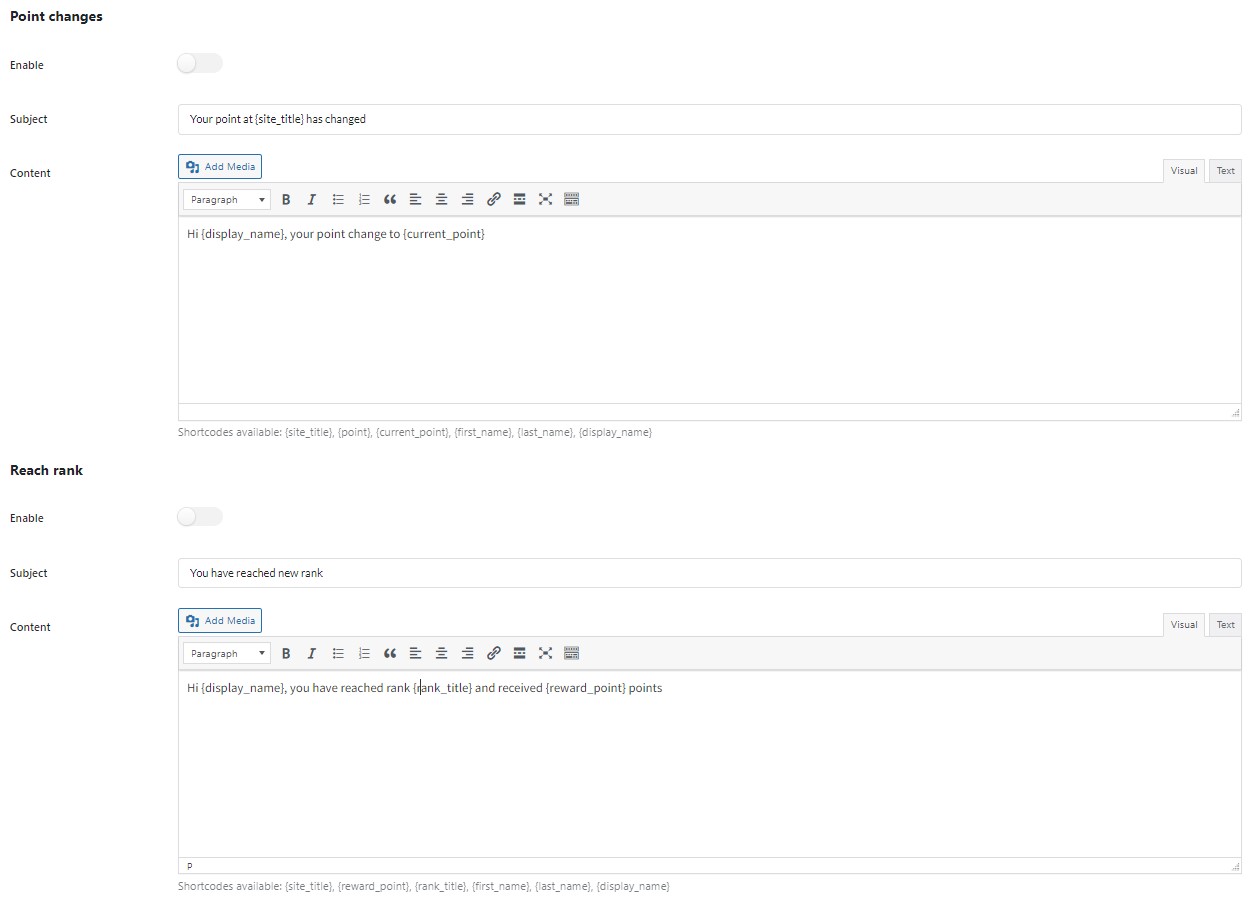 Point changes
Enable
Subject
Your point at {site_title} has changed
Content
Add Media
Visual
Text
Paragraph
Hi {display_name}, your point change to {current_point}
Shortcodes available: {site_title}, {point}, {current_point}, {first_name}, {last_name}, {display_name}
Reach rank
Enable
Subject
You have reached new rank
Content
Add Media
Visual
Text
Paragraph
Hi {display_name}, you have reached rank {rank_title} and received {reward_point} points
P
Shortcodes available: {site_title}, {reward_point}, {rank_title}, {first_name}, {last_name}, {display_name}